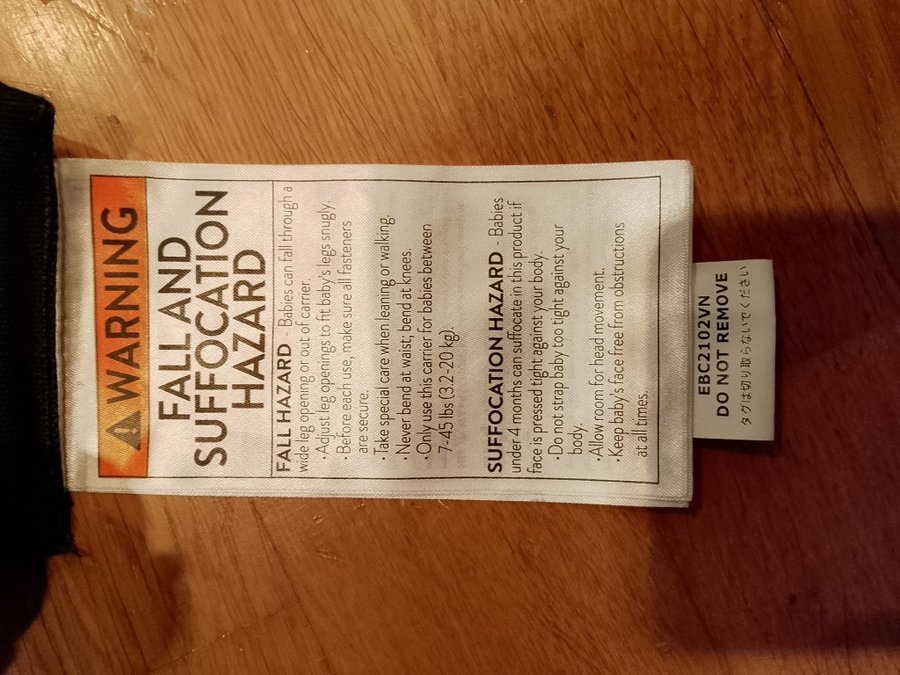 WARNING
FALL AND
SUFFOCATION
HAZARD
FALL HAZARD - Babies can fall through a
wide leg opening or out of carrier.
• Adjust leg openings to fit baby's legs snugly.
• Before each use, make sure all fasteners
are secure.
• Take special care when leaning or walking.
• Never bend at waist; bend at knees.
• Only use this carrier for babies between
7-45 lbs (3.2-20 kg).
SUFFOCATION HAZARD - Babies
under 4 months can suffocate in this product if
face is pressed tight against your body.
• Do not strap baby too tight against your
body.
• Allow room for head movement.
• Keep baby's face free from obstructions
at all times.
EBC2102VN
DO NOT REMOVE
タグは切り取らないでください